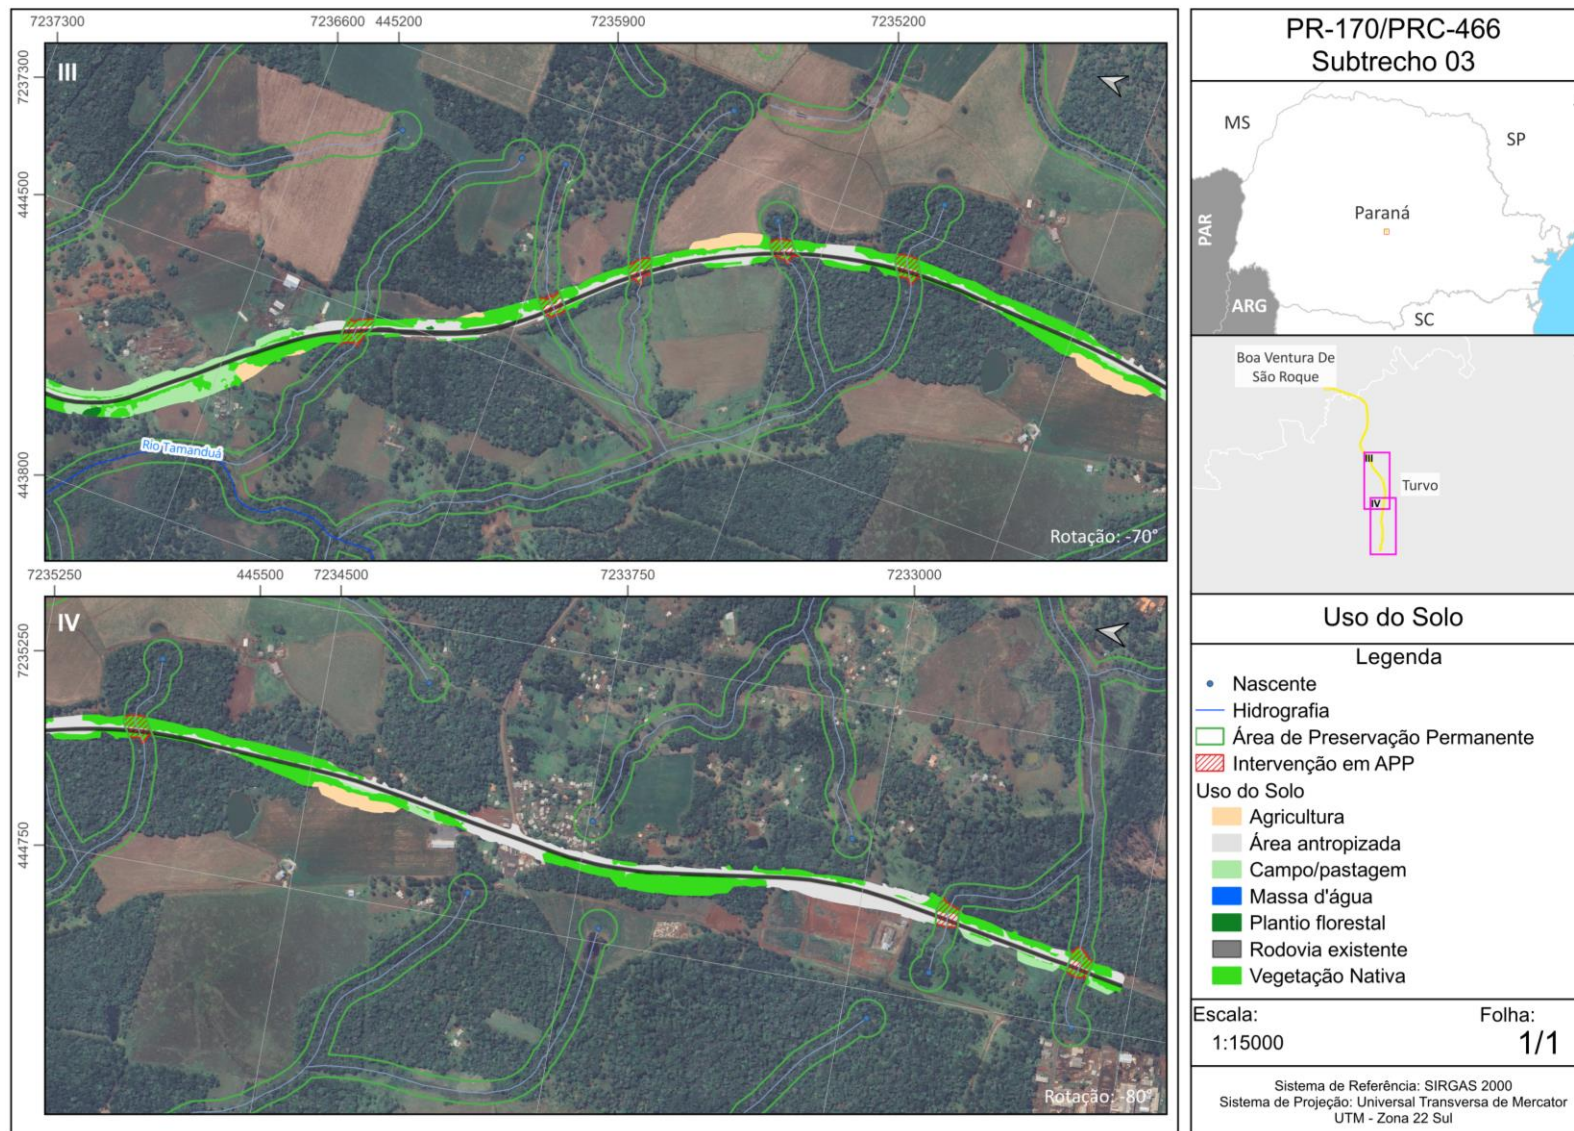 7237300
7236600
445200
7235900
7235200
7237300
444500
443800
III
Rio Tamanduá
Rotação: -70°
7235250
445500
7234500
7233750
7233000
7235250
444750
IV
Rotação: -80°
PR-170/PRC-466
Subtrecho 03
MS
SP
PAR
Paraná
ARG
SC
Boa Ventura De
São Roque
III
Turvo
IV
Uso do Solo
Legenda
Nascente
Hidrografia
Área de Preservação Permanente
Intervenção em APP
Uso do Solo
Agricultura
Área antropizada
Campo/pastagem
Massa d'água
Plantio florestal
Rodovia existente
Vegetação Nativa
Escala:
1:15000
Folha:
1/1
Sistema de Referência: SIRGAS 2000
Sistema de Projeção: Universal Transversa de Mercator
UTM - Zona 22 Sul